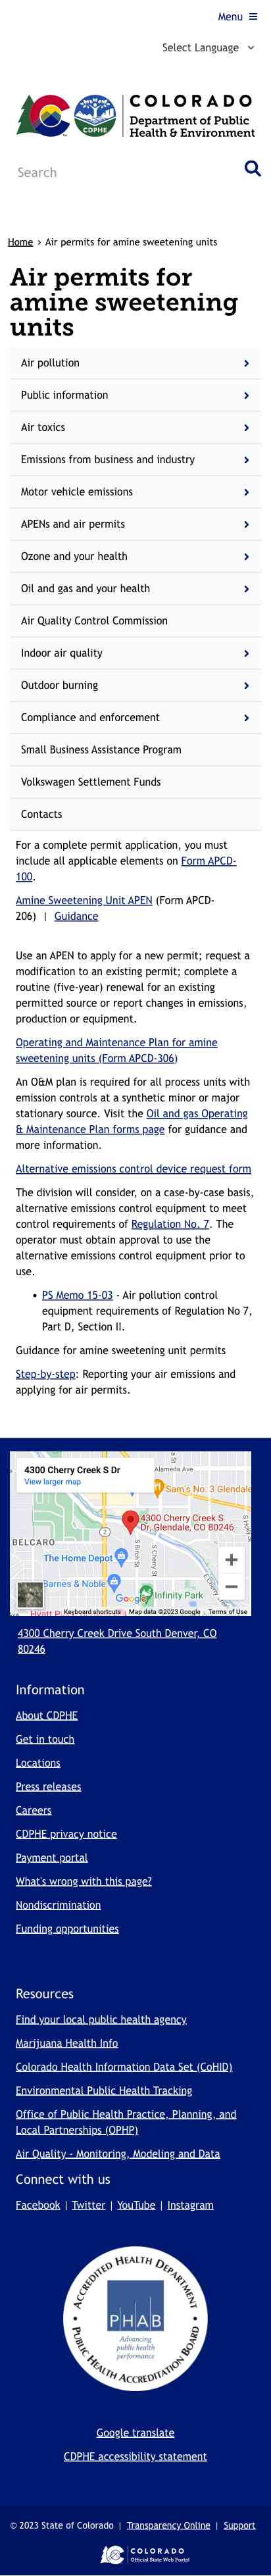 Menu
Select Language
COLORADO
Department of Public
Health & Environment
CDPHE
Search
Home › Air permits for amine sweetening units
Air permits for
amine sweetening
units
Air pollution
Public information
Air toxics
Emissions from business and industry
Motor vehicle emissions
APENs and air permits
Ozone and your health
Oil and gas and your health
Air Quality Control Commission
Indoor air quality
Outdoor burning
Compliance and enforcement
Small Business Assistance Program
Volkswagen Settlement Funds
Contacts
For a complete permit application, you must
include all applicable elements on Form APCD-
100.
Amine Sweetening Unit APEN (Form APCD-
206) | Guidance
Use an APEN to apply for a new permit; request a
modification to an existing permit; complete a
routine (five-year) renewal for an existing
permitted source or report changes in emissions,
production or equipment.
Operating and Maintenance Plan for amine
sweetening units (Form APCD-306)
An O&M plan is required for all process units with
emission controls at a synthetic minor or major
stationary source. Visit the Oil and gas Operating
& Maintenance Plan forms page for guidance and
more information.
Alternative emissions control device request form
The division will consider, on a case-by-case basis,
alternative emissions control equipment to meet
control requirements of Regulation No. 7. The
operator must obtain approval to use the
alternative emissions control equipment prior to
use.
• PS Memo 15-03 - Air pollution control
equipment requirements of Regulation No 7,
Part D, Section II.
Guidance for amine sweetening unit permits
Step-by-step: Reporting your air emissions and
applying for air permits.
4300 Cherry Creek S Dr
View larger map
Alameda Ave
Sam's No. 3 Glendale
4300 Cherry Creek S
Dr, Glendale, CO 80246
2
BELCARO
The Home Depot
Barnes & Noble
S Cherry St
S Birch St
Infinity Park
Hyatt P
Google
E Cherry
Keyboard shortcuts Map data ©2023 Google Terms of Use
4300 Cherry Creek Drive South Denver, CO
80246
Information
About CDPHE
Get in touch
Locations
Press releases
Careers
CDPHE privacy notice
Payment portal
What's wrong with this page?
Nondiscrimination
Funding opportunities
Resources
Find your local public health agency
Marijuana Health Info
Colorado Health Information Data Set (CoHID)
Environmental Public Health Tracking
Office of Public Health Practice, Planning, and
Local Partnerships (OPHP)
Air Quality - Monitoring, Modeling and Data
Connect with us
Facebook | Twitter | YouTube | Instagram
ACCREDITED HEALTH DEPARTMENT
PHAB
Advancing
public health
performance
PUBLIC HEALTH ACCREDITATION BOARD
Google translate
CDPHE accessibility statement
© 2023 State of Colorado | Transparency Online | Support
COLORADO
Official State Web Portal